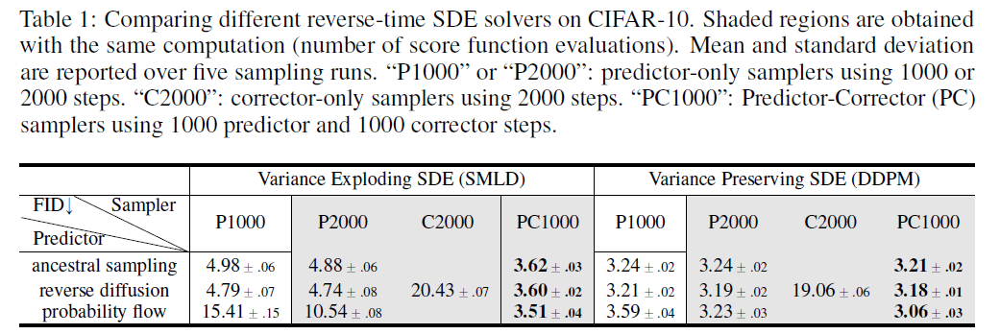 Table 1: Comparing different reverse-time SDE solvers on CIFAR-10. Shaded regions are obtained
with the same computation (number of score function evaluations). Mean and standard deviation
are reported over five sampling runs. “P1000” or “P2000”: predictor-only samplers using 1000 or
2000 steps. “C2000”: corrector-only samplers using 2000 steps. “PC1000”: Predictor-Corrector (PC)
samplers using 1000 predictor and 1000 corrector steps.
Variance Exploding SDE (SMLD) Variance Preserving SDE (DDPM)
FID↓ Sampler
Predictor
P1000 P2000 C2000 PC1000 P1000 P2000 C2000 PC1000
ancestral sampling 4.98 ± .06 4.88 ± .06 3.62 ± .03 3.24 ± .02 3.24 ± .02 3.21 ± .02
reverse diffusion 4.79 ± .07 4.74 ± .08 20.43 ± .07 3.60 ± .02 3.21 ± .02 3.19 ± .02 19.06 ± .06 3.18 ± .01
probability flow 15.41 ± .15 10.54 ± .08 3.51 ± .04 3.59 ± .04 3.23 ± .03 3.06 ± .03